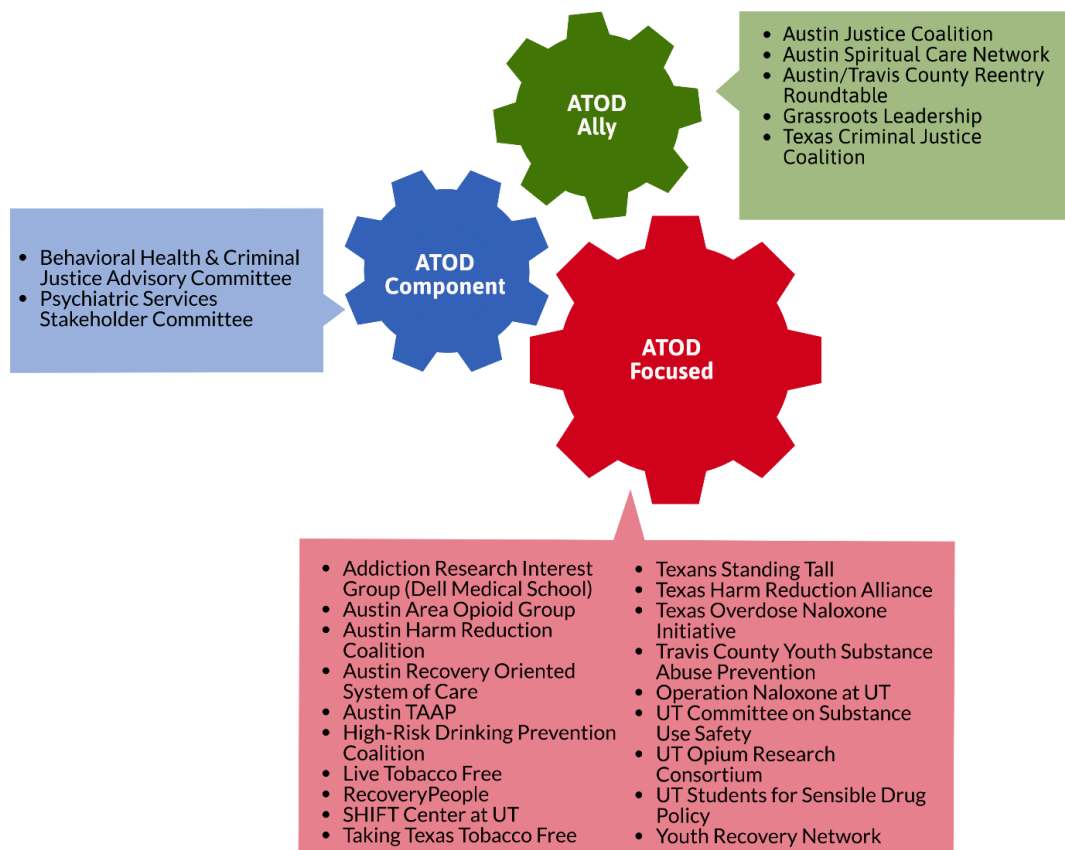 ATOD
Ally
• Austin Justice Coalition
• Austin Spiritual Care Network
• Austin/Travis County Reentry
Roundtable
• Grassroots Leadership
• Texas Criminal Justice
Coalition
ATOD
Component
• Behavioral Health & Criminal
Justice Advisory Committee
• Psychiatric Services
Stakeholder Committee
ATOD
Focused
• Addiction Research Interest
Group (Dell Medical School)
• Austin Area Opioid Group
• Austin Harm Reduction
Coalition
• Austin Recovery Oriented
System of Care
• Austin TAAP
• High-Risk Drinking Prevention
Coalition
• Live Tobacco Free
• RecoveryPeople
• SHIFT Center at UT
• Taking Texas Tobacco Free
• Texans Standing Tall
• Texas Harm Reduction Alliance
• Texas Overdose Naloxone
Initiative
• Travis County Youth Substance
Abuse Prevention
• Operation Naloxone at UT
• UT Committee on Substance
Use Safety
• UT Opium Research
Consortium
• UT Students for Sensible Drug
Policy
• Youth Recovery Network